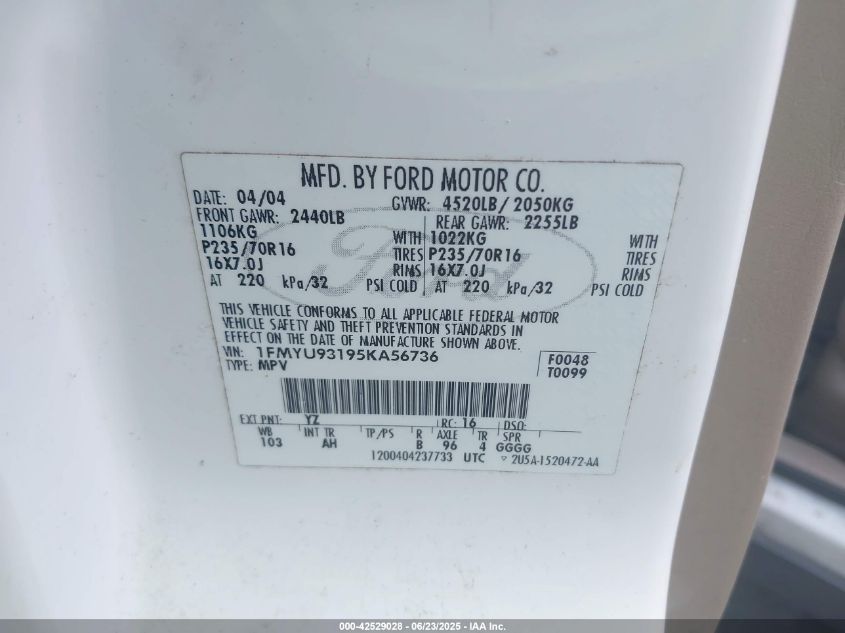 MFD. BY FORD MOTOR CO.
DATE: 04/04 GVWR: 4520LB/ 2050KG
FRONT GAWR: 2440LB REAR GAWR: 2255LB
1106KG WITH 1022KG WITH
P235/70R16 TIRES P235/70R16 TIRES
16X7.0J RIMS 16X7.0J RIMS
AT 220 kPa/32 PSI COLD AT 220 kPa/32 PSI COLD
Ford
THIS VEHICLE CONFORMS TO ALL APPLICABLE FEDERAL MOTOR
VEHICLE SAFETY AND THEFT PREVENTION STANDARDS IN
EFFECT ON THE DATE OF MANUFACTURE SHOWN ABOVE.
VIN: 1FMYU93195KA56736 F0048
TYPE: MPV T0099
EXT PNT: YZ RC: 16 DSO:
WB INT TR TP/PS R AXLE TR SPR
103 AH B 96 4 GGGG
1200404237733 UTC 2U5A-1520472-AA
000-42529028 - 06/23/2025 - IAA Inc.